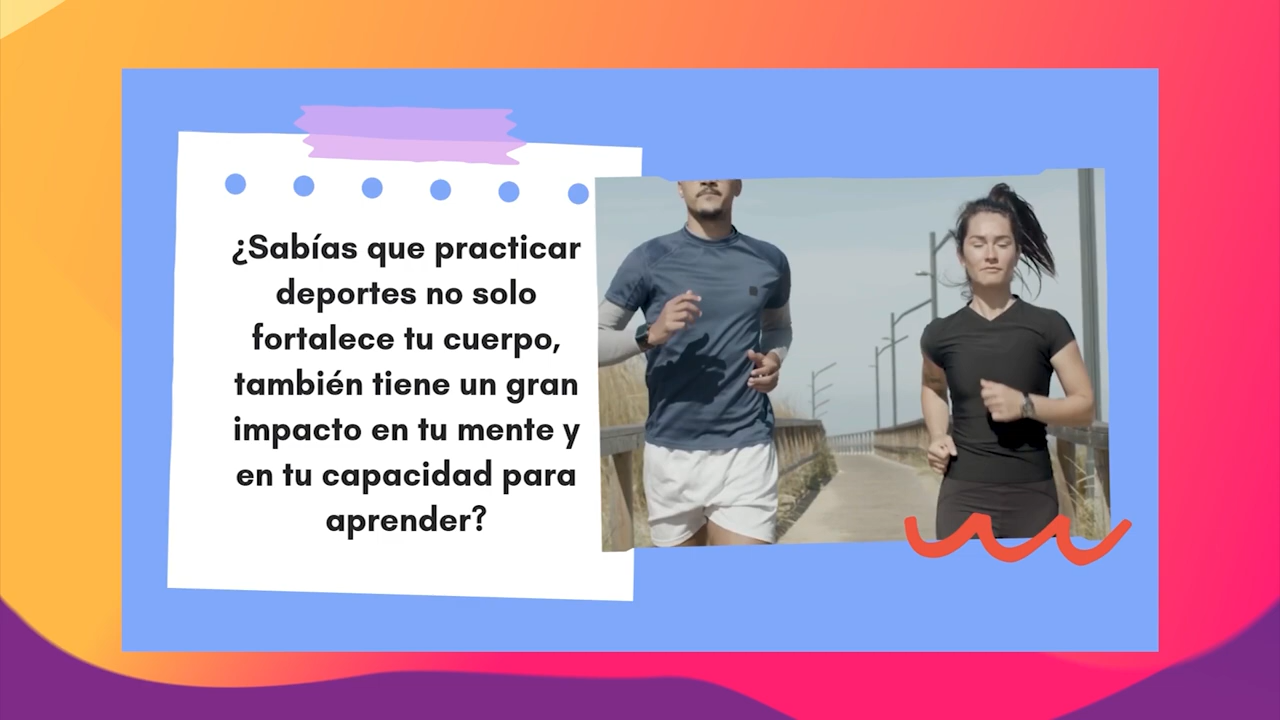 ¿Sabías que practicar
deportes no solo
fortalece tu cuerpo,
también tiene un gran
impacto en tu mente y
en tu capacidad para
aprender?